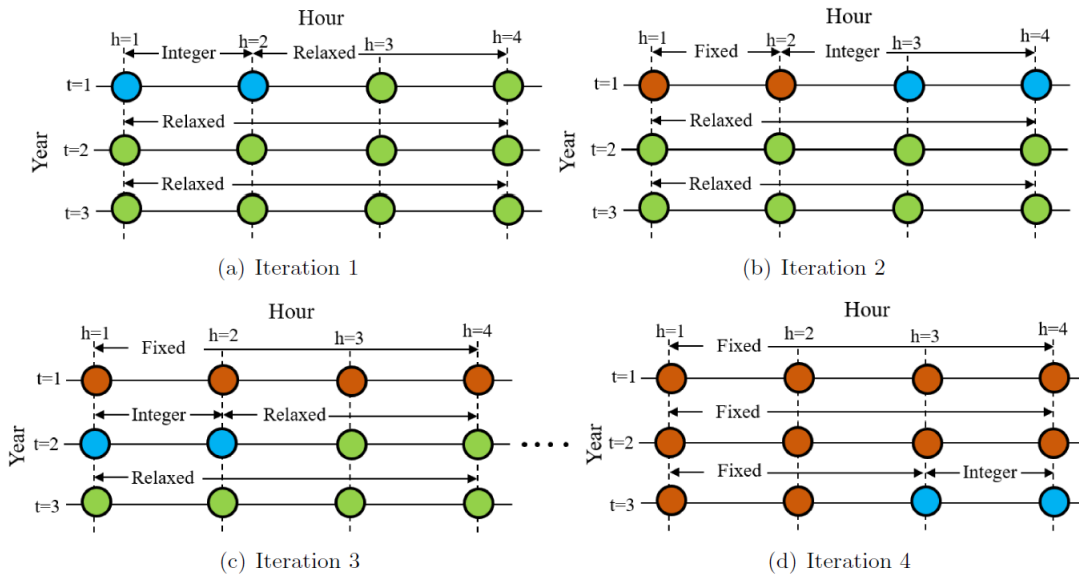 Hour
h=1 h=2 h=3 h=4
Integer Relaxed
t=1
Relaxed
t=2
Relaxed
t=3
Year
(a) Iteration 1
Hour
h=1 h=2 h=3 h=4
Fixed Integer
t=1
Relaxed
t=2
Relaxed
t=3
Year
(b) Iteration 2
Hour
h=1 h=2 h=3 h=4
Fixed
t=1
Integer Relaxed
t=2
Relaxed
t=3
Year
(c) Iteration 3
Hour
h=1 h=2 h=3 h=4
Fixed
t=1
Fixed
t=2
Fixed Integer
t=3
Year
(d) Iteration 4